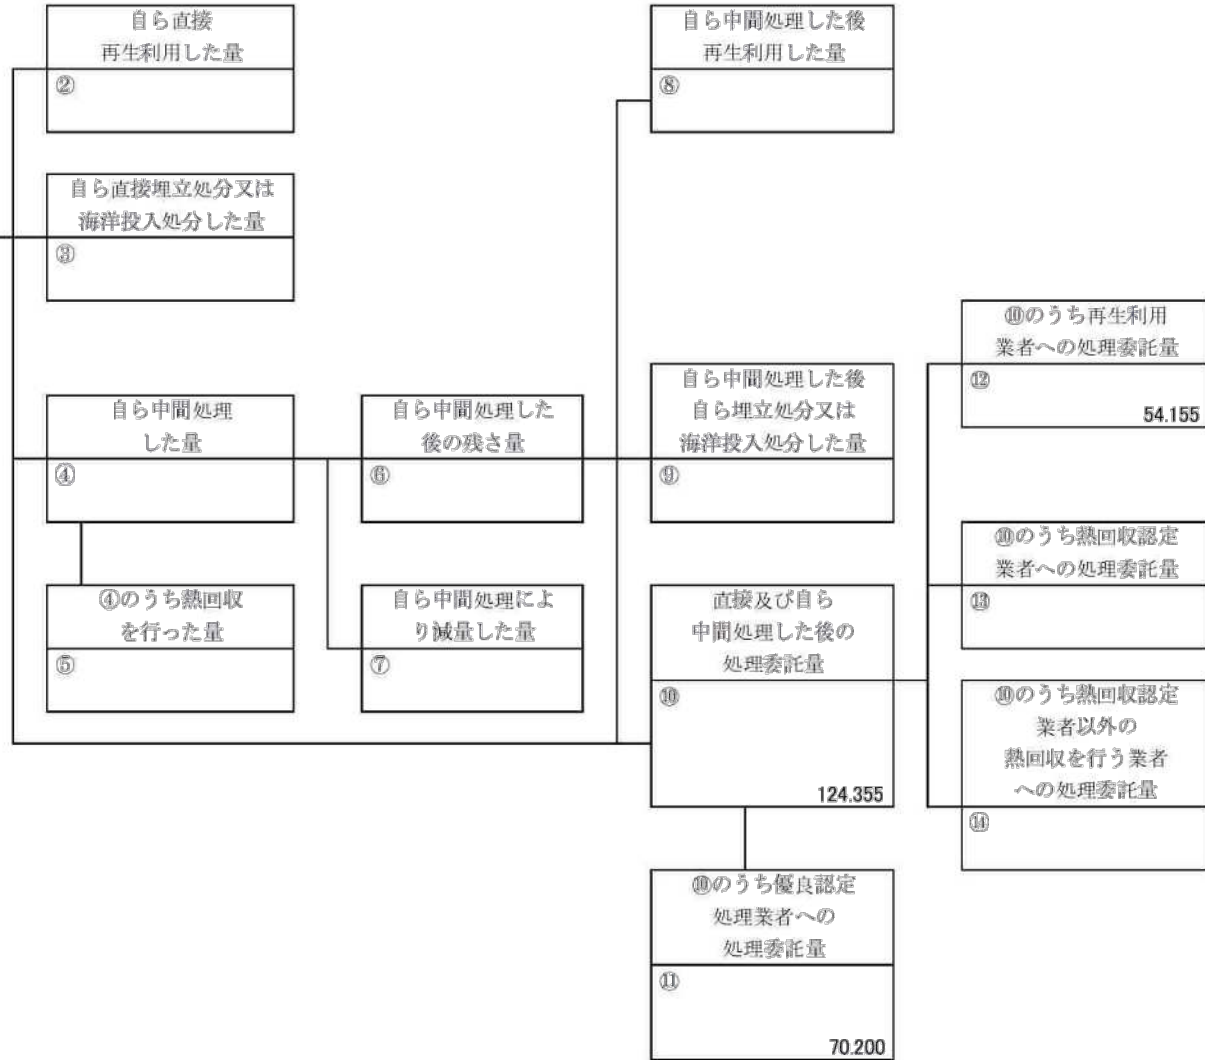 自ら直接
再生利用した量
②
自ら中間処理した後
再生利用した量
⑧
自ら直接埋立処分又は
海洋投入処分した量
③
⑩のうち再生利用
業者への処理委託量
⑫
54.155
自ら中間処理
した量
④
自ら中間処理した
後の残さ量
⑥
自ら中間処理した後
自ら埋立処分又は
海洋投入処分した量
⑨
⑩のうち熱回収認定
業者への処理委託量
⑬
④のうち熱回収
を行った量
⑤
自ら中間処理によ
り減量した量
⑦
直接及び自ら
中間処理した後の
処理委託量
⑩
124.355
⑩のうち熱回収認定
業者以外の
熱回収を行う業者
への処理委託量
⑭
⑩のうち優良認定
処理業者への
処理委託量
⑪
70.200